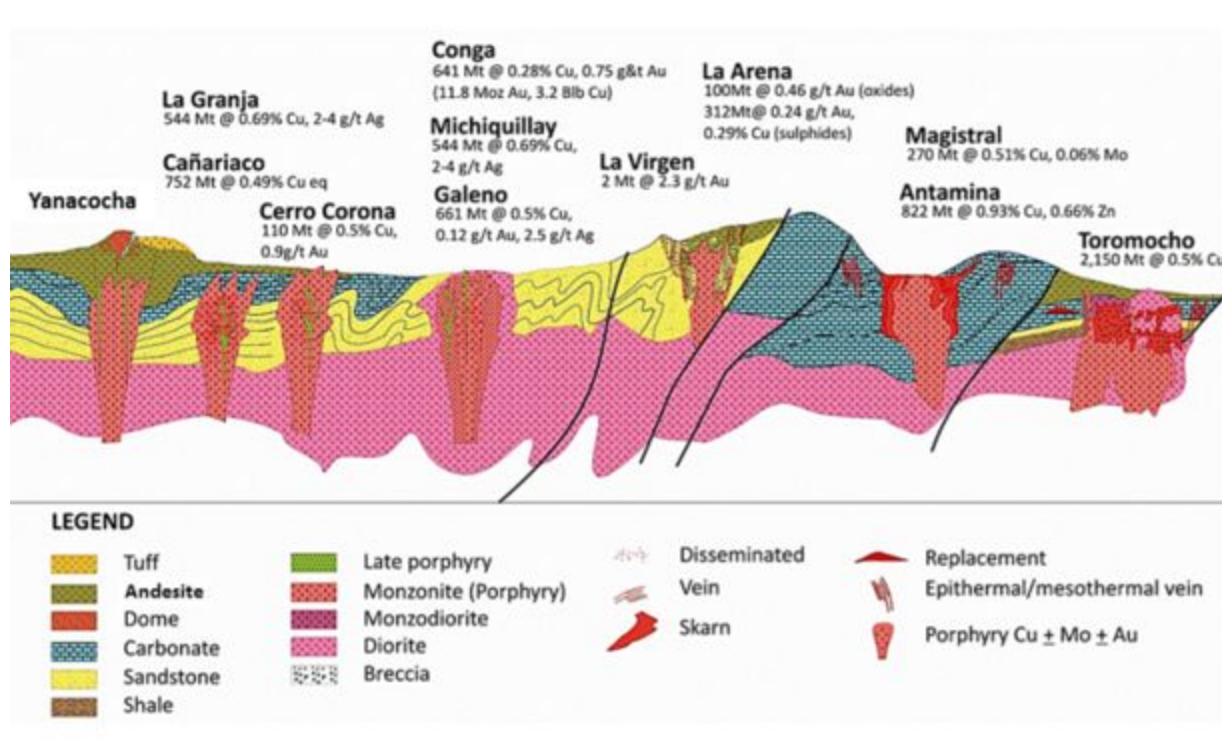 Conga
641 Mt @ 0.28% Cu, 0.75 g&t Au
(11.8 Moz Au, 3.2 Blb Cu)
La Arena
100Mt @ 0.46 g/t Au (oxides)
312Mt@ 0.24 g/t Au,
0.29% Cu (sulphides)
La Granja
544 Mt @ 0.69% Cu, 2-4 g/t Ag
Michiquillay
544 Mt @ 0.69% Cu,
2-4 g/t Ag
Magistral
270 Mt @ 0.51% Cu, 0.06% Mo
Cañariaco
752 Mt @ 0.49% Cu eq
La Virgen
2 Mt @ 2.3 g/t Au
Yanacocha
Galeno
661 Mt @ 0.5% Cu,
0.12 g/t Au, 2.5 g/t Ag
Antamina
822 Mt @ 0.93% Cu, 0.66% Zn
Cerro Corona
110 Mt @ 0.5% Cu,
0.9g/t Au
Toromocho
2,150 Mt @ 0.5% Cu
LEGEND
Tuff
Andesite
Dome
Carbonate
Sandstone
Shale
Late porphyry
Monzonite (Porphyry)
Monzodiorite
Diorite
Breccia
Disseminated
Vein
Skarn
Replacement
Epithermal/mesothermal vein
Porphyry Cu ± Mo ± Au